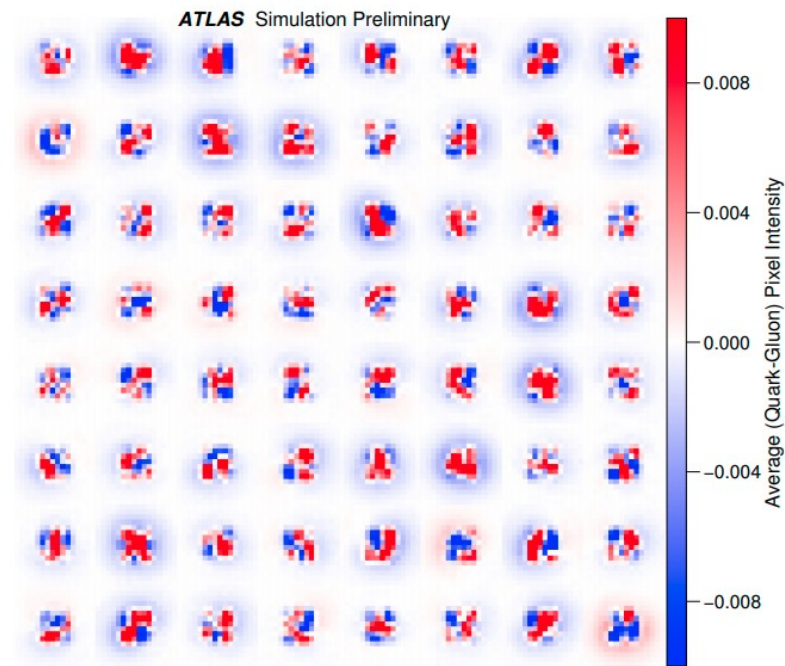 ATLAS Simulation Preliminary
0.008
0.004
0.000
−0.004
−0.008
Average (Quark-Gluon) Pixel Intensity